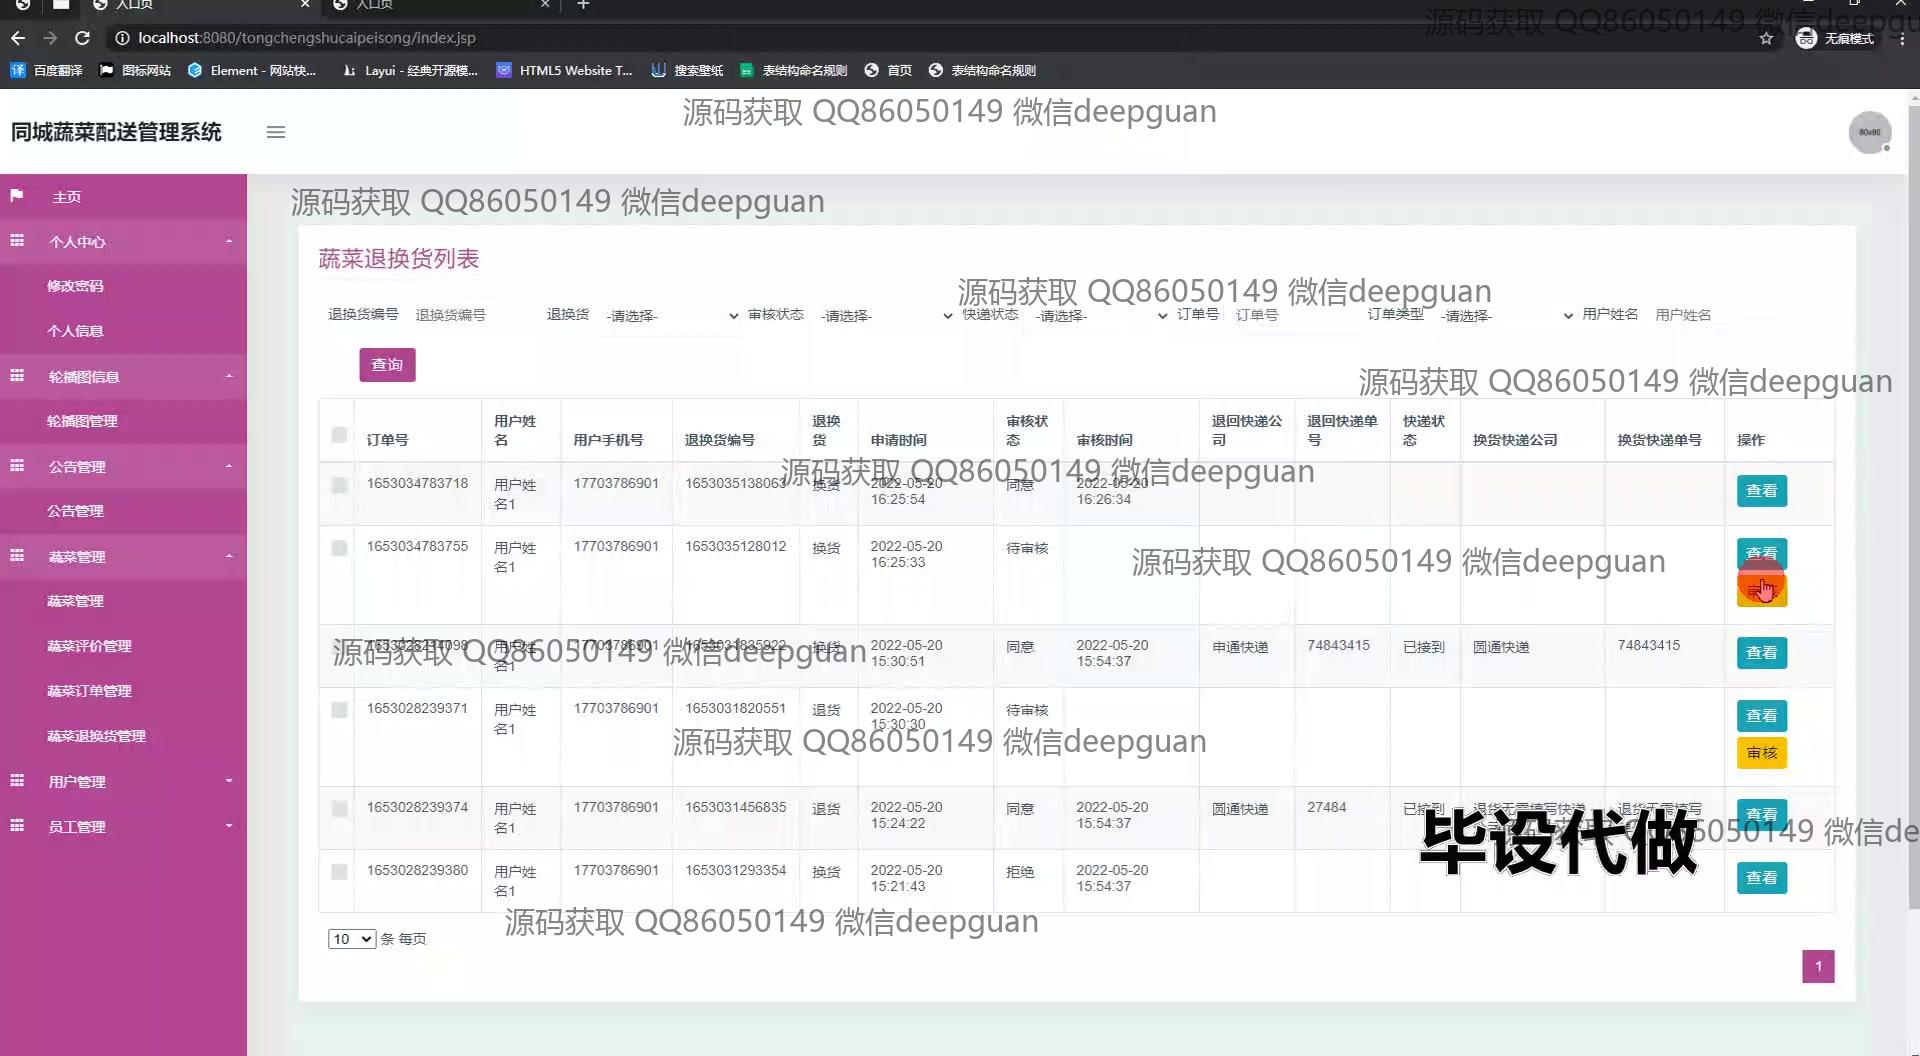 入口页
入口页
localhost:8080/tongchengshucaipeisong/index.jsp
无痕模式
百度翻译 图标网站 Element - 网站快... Layui - 经典开源模... HTML5 Website T... 搜索壁纸 表结构命名规则 首页 表结构命名规则
源码获取 QQ86050149 微信deepgu
源码获取 QQ86050149 微信deepguan
同城蔬菜配送管理系统
80x80
源码获取 QQ86050149 微信deepguan
主页
个人中心
修改密码
个人信息
轮播图信息
轮播图管理
公告管理
公告管理
蔬菜管理
蔬菜管理
蔬菜评价管理
蔬菜订单管理
蔬菜退换货管理
用户管理
员工管理
蔬菜退换货列表
源码获取 QQ86050149 微信deepguan
退换货编号 退换货编号 退换货 -请选择- 审核状态 -请选择- 快递状态 -请选择- 订单号 订单号 订单类型 -请选择- 用户姓名 用户姓名
查询
源码获取 QQ86050149 微信deepguan
订单号 用户姓名 用户手机号 退换货编号 退换货 申请时间 审核状态 审核时间 退回快递公司 退回快递单号 快递状态 换货快递公司 换货快递单号 操作
源码获取 QQ86050149 微信deepguan
1653034783718 用户姓名1 17703786901 1653035138063 换货 2022-05-20 16:25:54 同意 2022-05-20 16:26:34 查看
1653034783755 用户姓名1 17703786901 1653035128012 换货 2022-05-20 16:25:33 待审核 查看
源码获取 QQ86050149 微信deepguan
1653028244098 用户姓名1 17703786901 1653031835922 换货 2022-05-20 15:30:51 同意 2022-05-20 15:54:37 申通快递 74843415 已接到 圆通快递 74843415 查看
源码获取 QQ86050149 微信deepguan
1653028239371 用户姓名1 17703786901 1653031820551 退货 2022-05-20 15:30:30 待审核 查看 审核
源码获取 QQ86050149 微信deepguan
1653028239374 用户姓名1 17703786901 1653031456835 退货 2022-05-20 15:24:22 同意 2022-05-20 15:54:37 圆通快递 27484 已接到 退货无需填写快递 退货无需填写 查看
毕设代做
6050149 微信de
1653028239380 用户姓名1 17703786901 1653031293354 换货 2022-05-20 15:21:43 拒绝 2022-05-20 15:54:37 查看
源码获取 QQ86050149 微信deepguan
10 条 每页
1